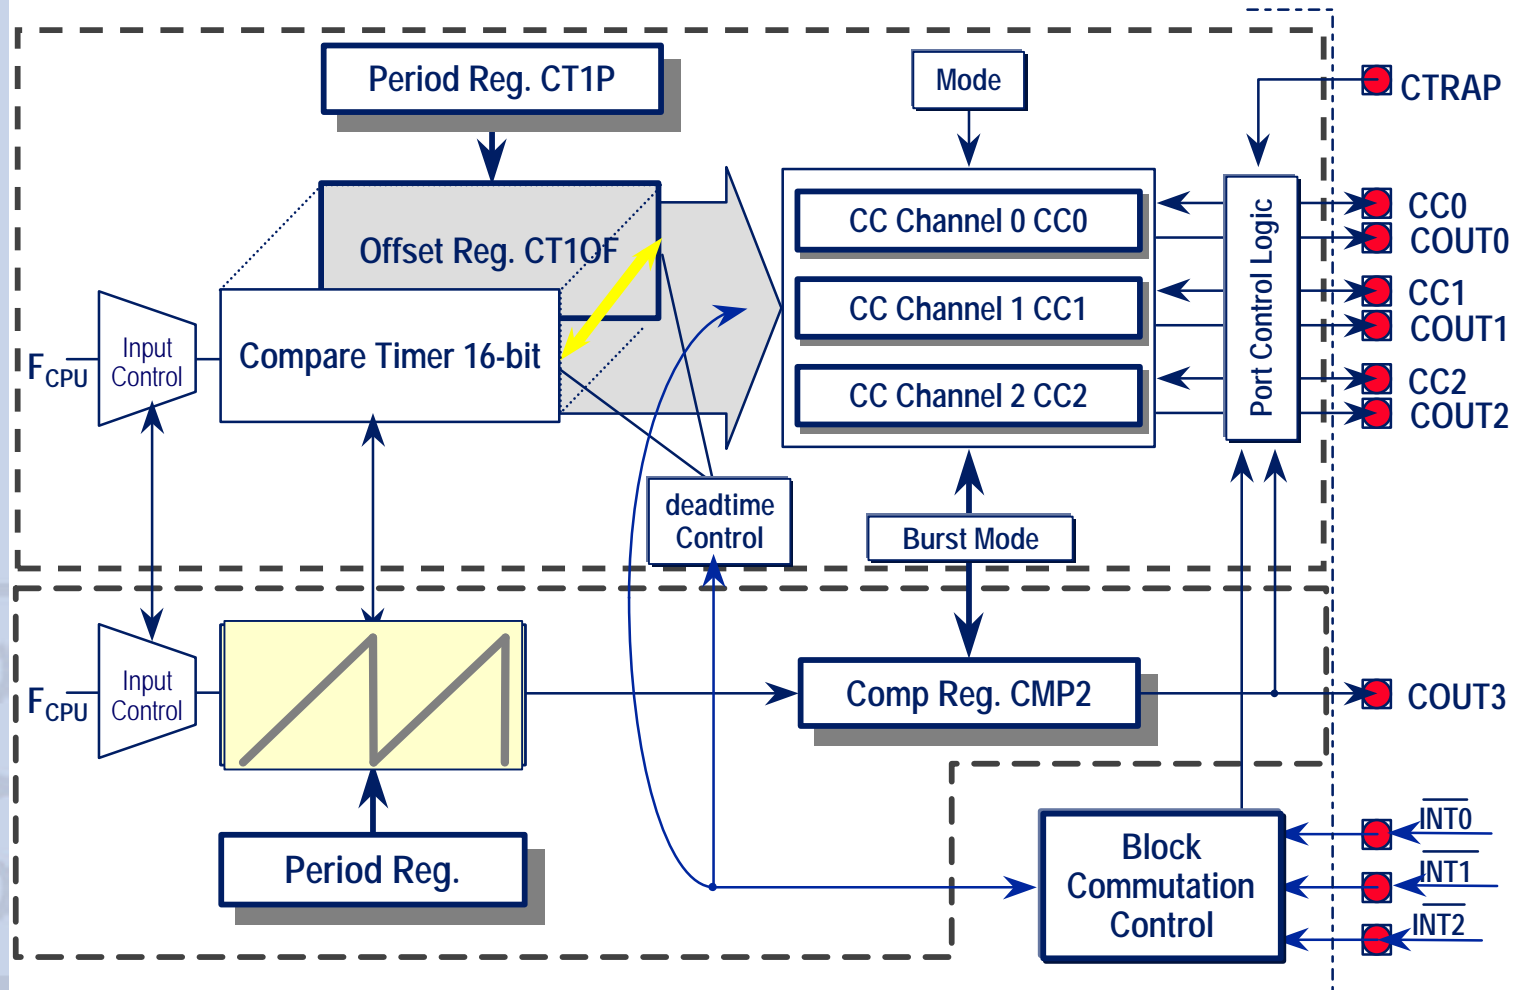 Period Reg. CT1P
Mode
CTRAP
CC Channel 0 CC0
CC0
Offset Reg. CT1OF
COUT0
Port Control Logic
CC Channel 1 CC1
CC1
COUT1
FCPU
Input
Control
Compare Timer 16-bit
CC Channel 2 CC2
CC2
COUT2
deadtime
Control
Burst Mode
FCPU
Input
Control
Comp Reg. CMP2
COUT3
Period Reg.
Block
Commutation
Control
INT0
INT1
INT2